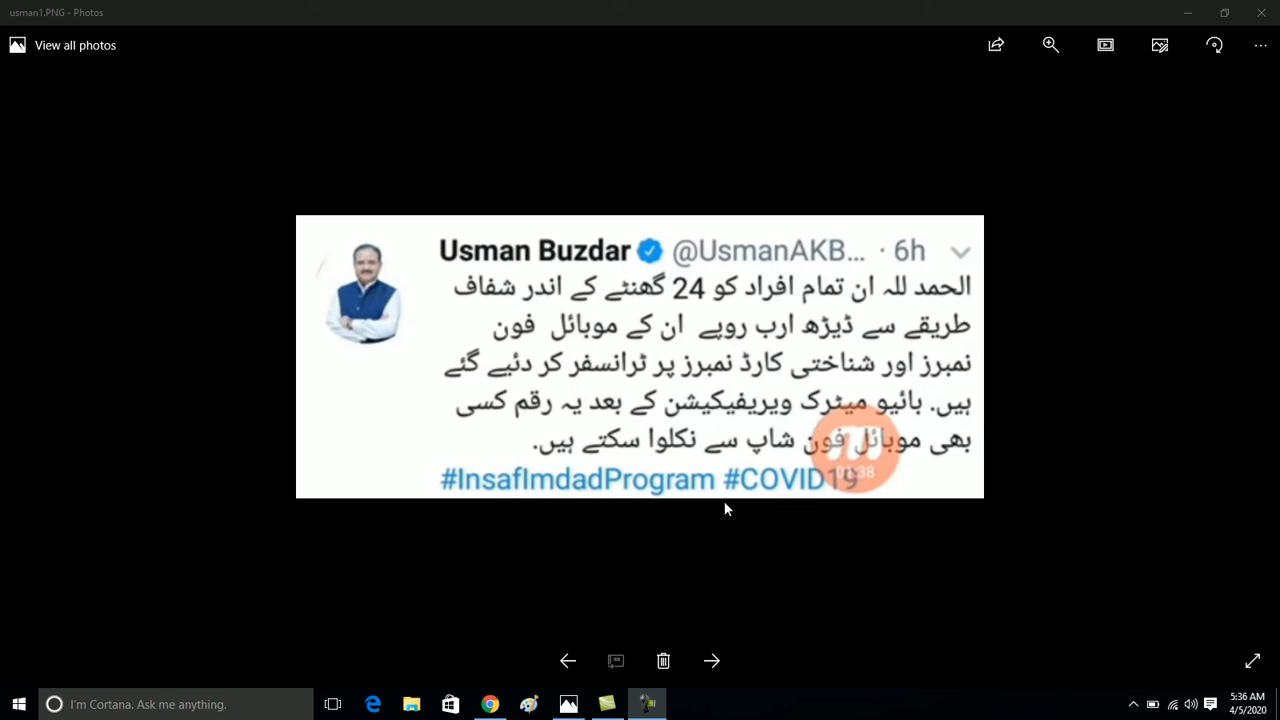 usman1.PNG - Photos
View all photos
Usman Buzdar @UsmanAKB... · 6h
الحمد للہ ان تمام افراد کو 24 گھنٹے کے اندر شفاف
طریقے سے ڈیڑھ ارب روپے ان کے موبائل فون
نمبرز اور شناختی کارڈ نمبرز پر ٹرانسفر کر دئیے گئے
ہیں. بائیو میٹرک ویریفیکیشن کے بعد یہ رقم کسی
بھی موبائل فون شاپ سے نکلوا سکتے ہیں.
#InsafImdadProgram #COVID19
01:38
I'm Cortana. Ask me anything.
5:36 AM
4/5/2020